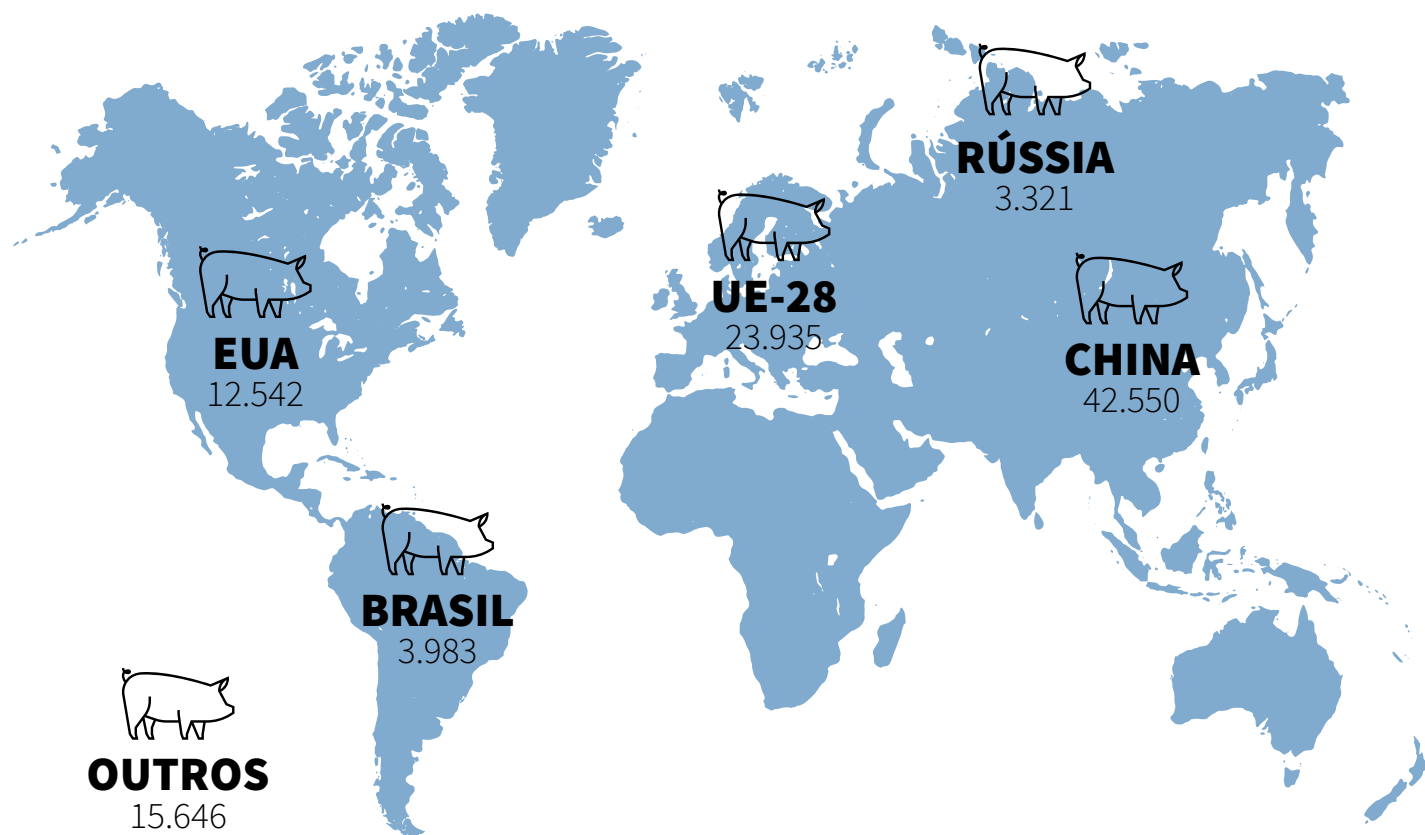 RÚSSIA
3.321
UE-28
23.935
EUA
12.542
CHINA
42.550
BRASIL
3.983
OUTROS
15.646